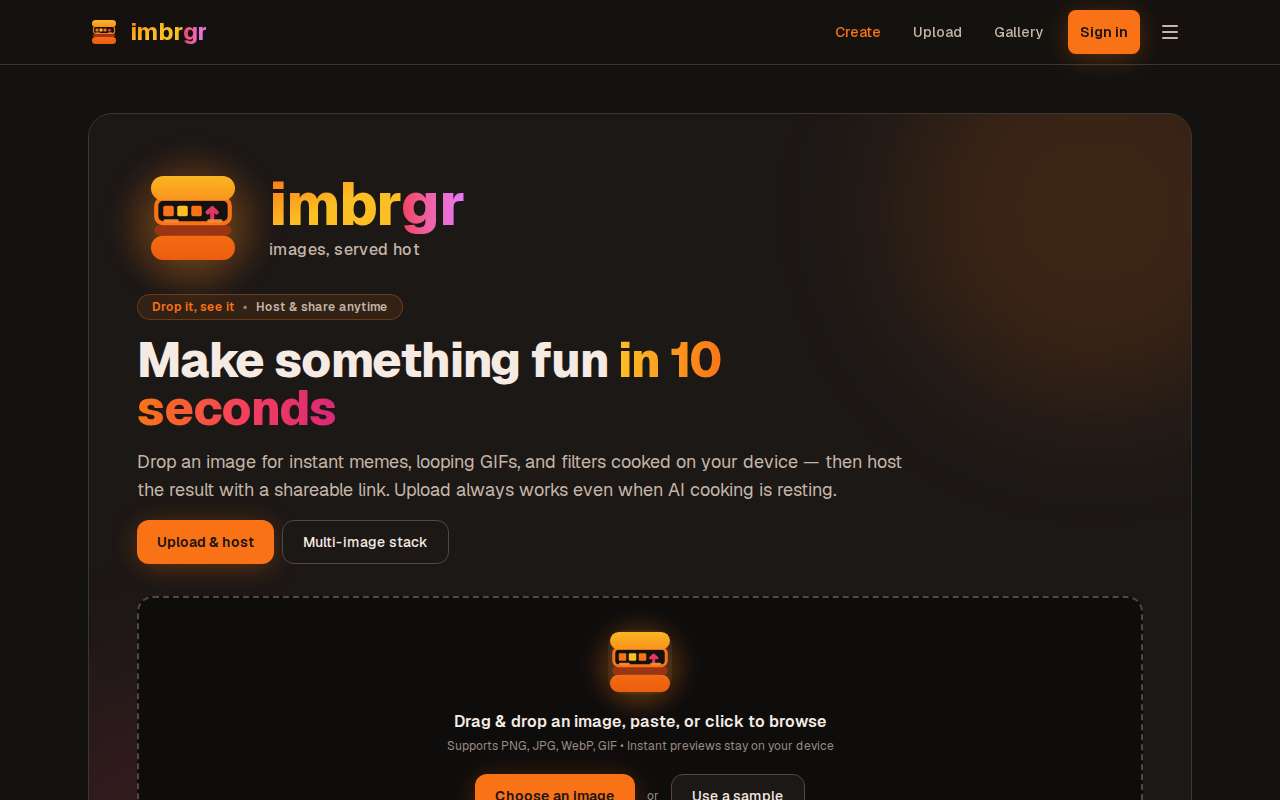 imbrgr
Create
Upload
Gallery
Sign in
imbrgr
images, served hot
Drop it, see it • Host & share anytime
Make something fun in 10
seconds
Drop an image for instant memes, looping GIFs, and filters cooked on your device — then host
the result with a shareable link. Upload always works even when AI cooking is resting.
Upload & host
Multi-image stack
Drag & drop an image, paste, or click to browse
Supports PNG, JPG, WebP, GIF • Instant previews stay on your device
Choose an image
or
Use a sample